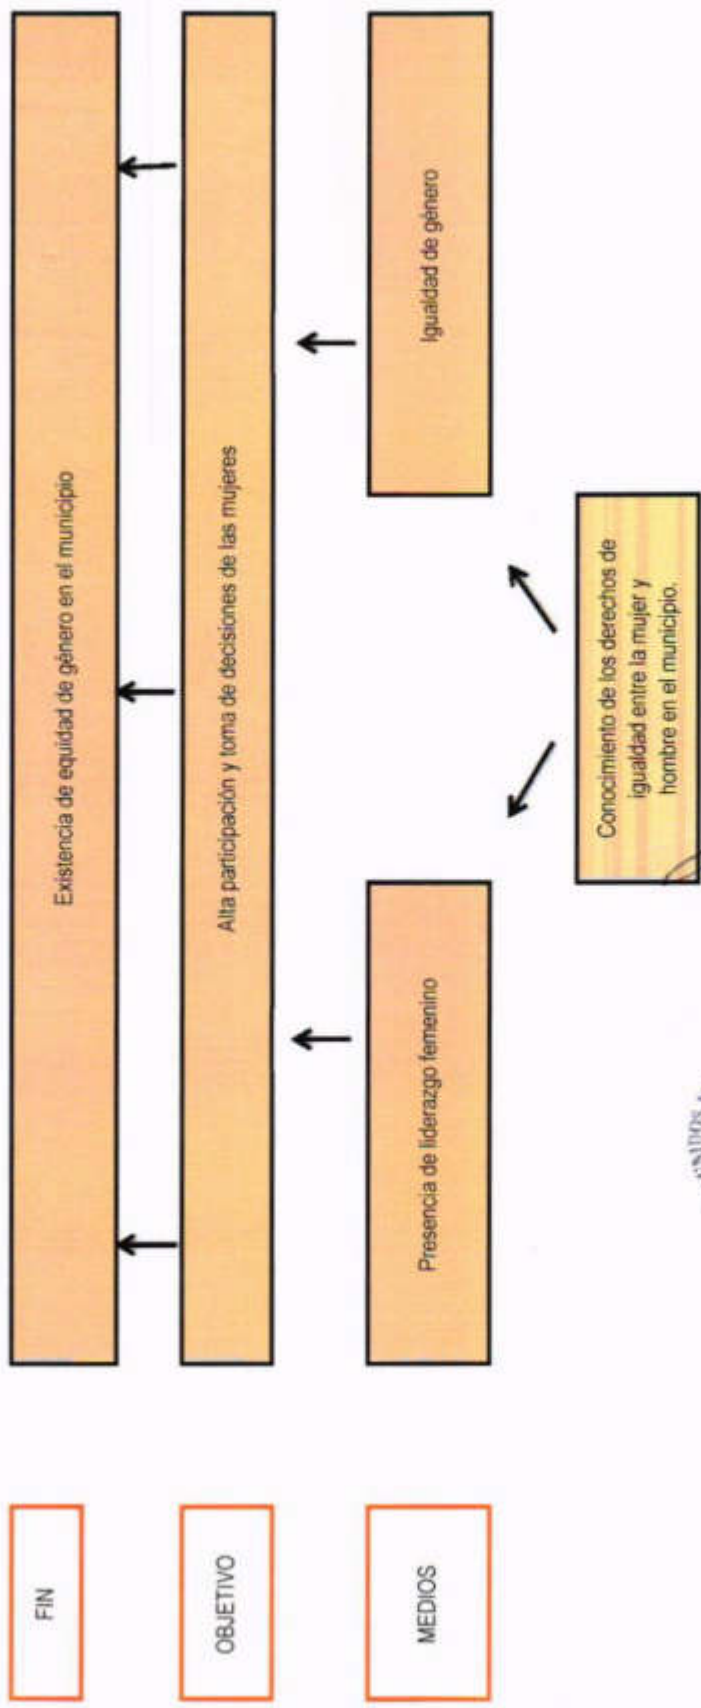 FIN
Existencia de equidad de género en el municipio
OBJETIVO
Alta participación y toma de decisiones de las mujeres
MEDIOS
Presencia de liderazgo femenino
Igualdad de género
Conocimiento de los derechos de
igualdad entre la mujer y
hombre en el municipio.